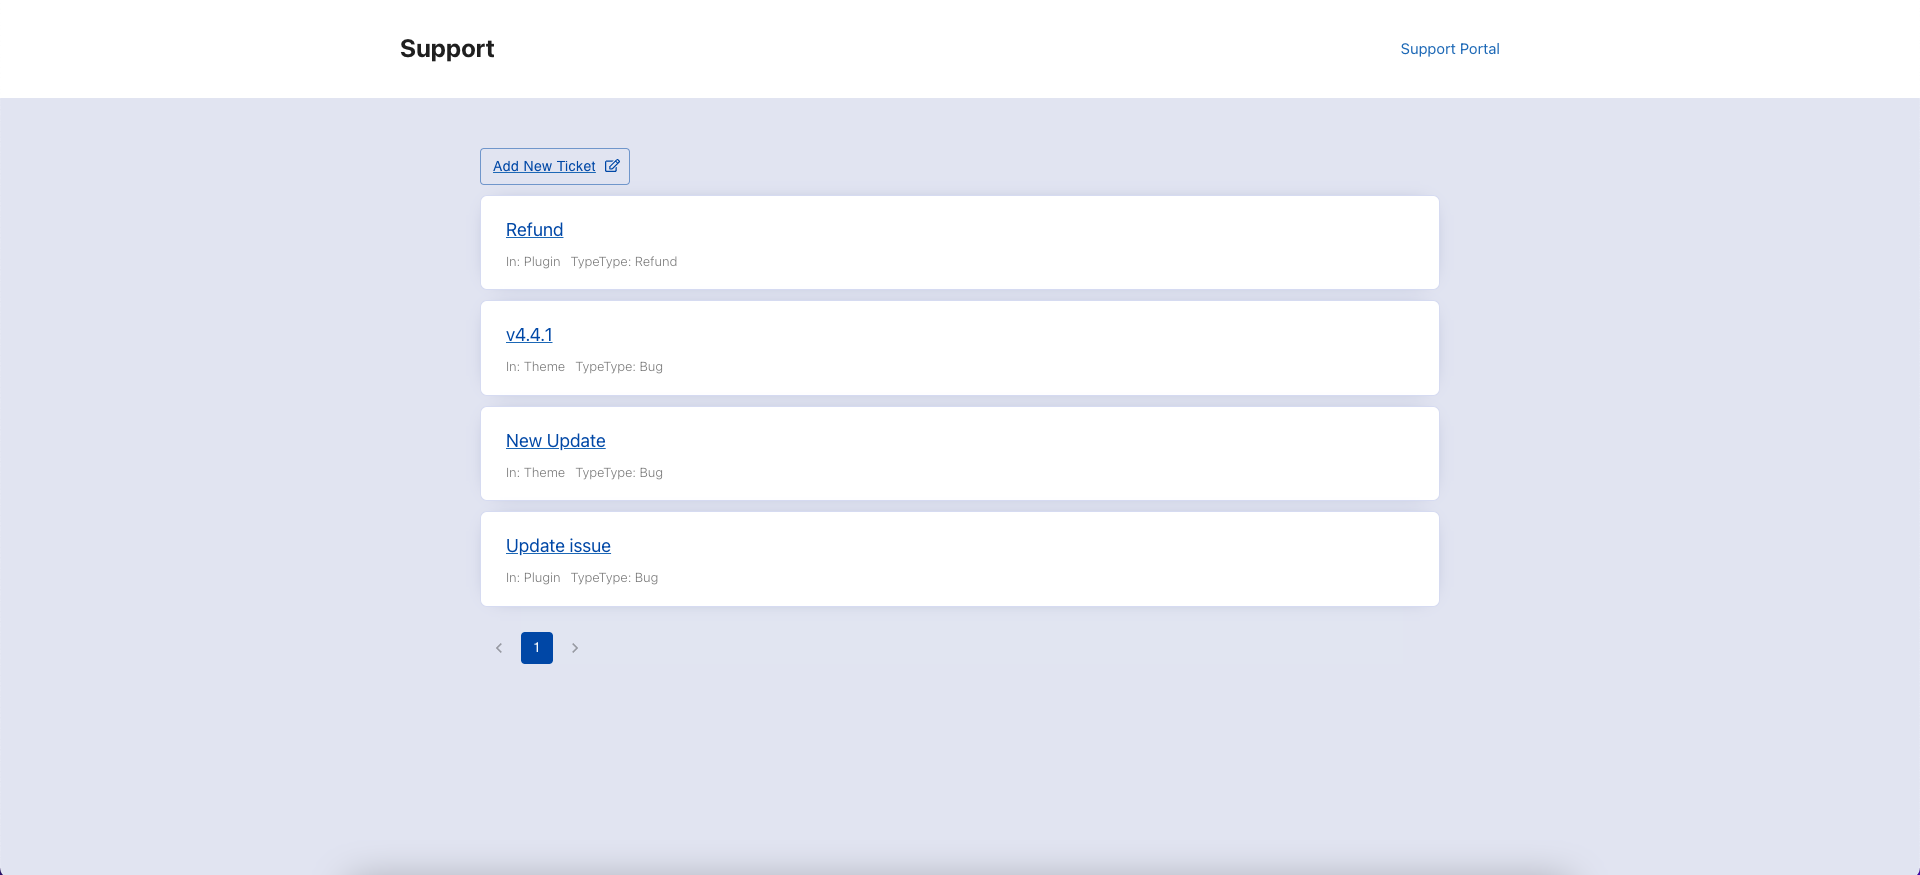 Support
Support Portal
Add New Ticket
Refund
In: Plugin TypeType: Refund
v4.4.1
In: Theme TypeType: Bug
New Update
In: Theme TypeType: Bug
Update issue
In: Plugin TypeType: Bug
1